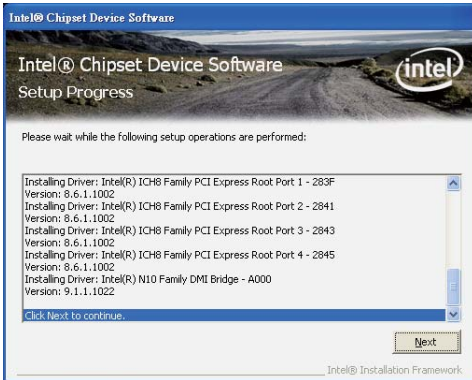 Intel® Chipset Device Software
Intel® Chipset Device Software
Setup Progress
intel
Please wait while the following setup operations are performed:
Installing Driver: Intel(R) ICH8 Family PCI Express Root Port 1 - 283F
Version: 8.6.1.1002
Installing Driver: Intel(R) ICH8 Family PCI Express Root Port 2 - 2841
Version: 8.6.1.1002
Installing Driver: Intel(R) ICH8 Family PCI Express Root Port 3 - 2843
Version: 8.6.1.1002
Installing Driver: Intel(R) ICH8 Family PCI Express Root Port 4 - 2845
Version: 8.6.1.1002
Installing Driver: Intel(R) N10 Family DMI Bridge - A000
Version: 9.1.1.1022
Click Next to continue.
Next
Intel® Installation Framework